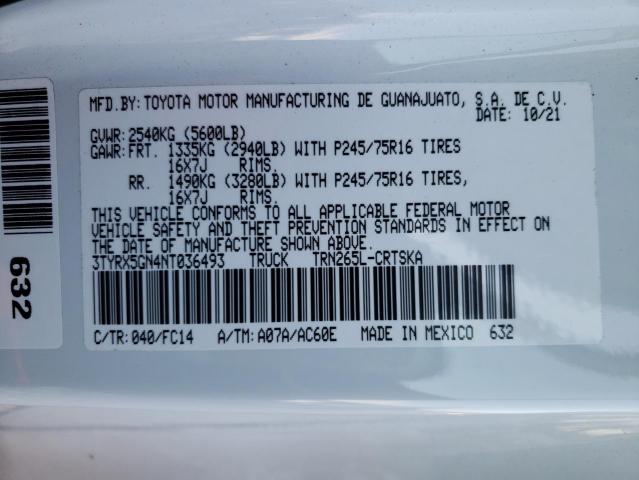 MFD.BY:TOYOTA MOTOR MANUFACTURING DE GUANAJUATO, S.A. DE C.V.
DATE: 10/21
GVWR:2540KG (5600LB)
GAWR:FRT. 1335KG (2940LB) WITH P245/75R16 TIRES
16X7J RIMS.
RR. 1490KG (3280LB) WITH P245/75R16 TIRES,
16X7J RIMS.
THIS VEHICLE CONFORMS TO ALL APPLICABLE FEDERAL MOTOR
VEHICLE SAFETY AND THEFT PREVENTION STANDARDS IN EFFECT ON
THE DATE OF MANUFACTURE SHOWN ABOVE.
3TYRX5GN4NT036493 TRUCK TRN265L-CRTSKA
C/TR:040/FC14 A/TM:A07A/AC60E MADE IN MEXICO 632
632